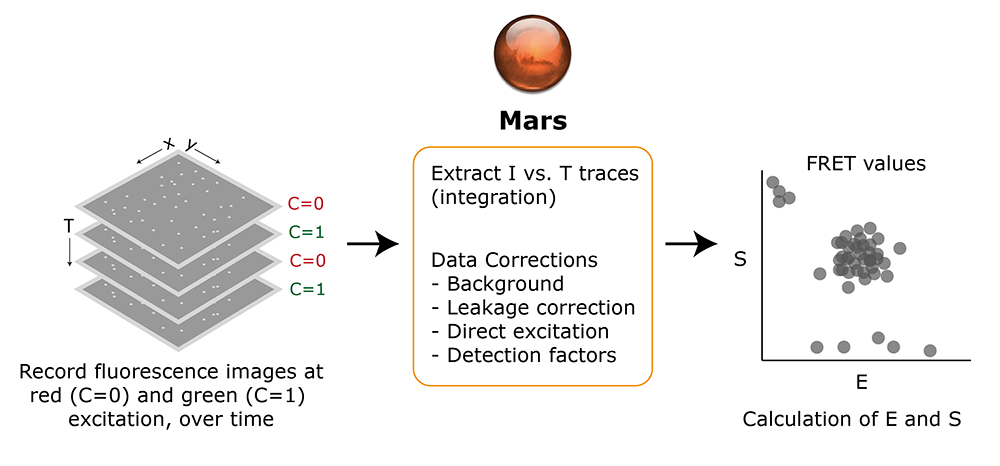 x y
T
C=0
C=1
C=0
C=1
Record fluorescence images at
red (C=0) and green (C=1)
excitation, over time
Mars
Extract I vs. T traces
(integration)
Data Corrections
- Background
- Leakage correction
- Direct excitation
- Detection factors
FRET values
S
E
Calculation of E and S